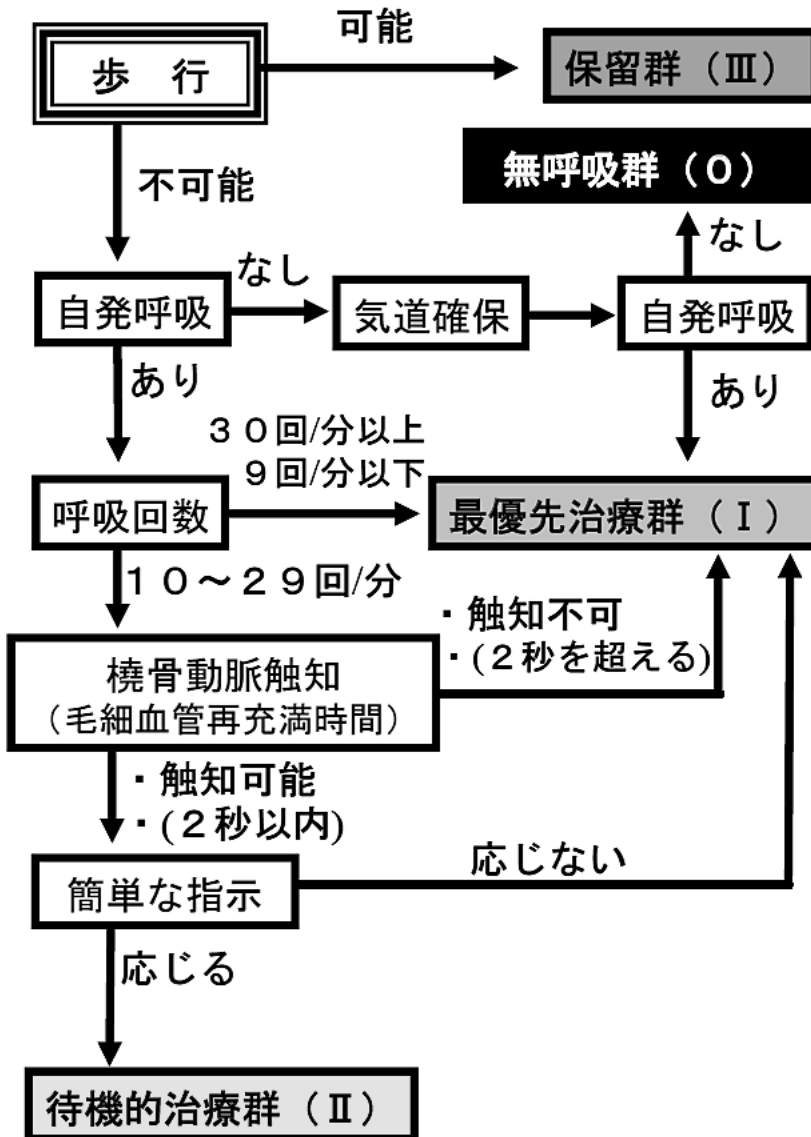 歩　行
可能
保留群（Ⅲ）
不可能
無呼吸群（０）
なし
自発呼吸
なし
気道確保
自発呼吸
あり
あり
３０回/分以上
９回/分以下
呼吸回数
最優先治療群（Ⅰ）
１０～２９回/分
・触知不可
・(２秒を超える)
橈骨動脈触知
（毛細血管再充満時間）
・触知可能
・(２秒以内)
簡単な指示
応じない
応じる
待機的治療群（Ⅱ）